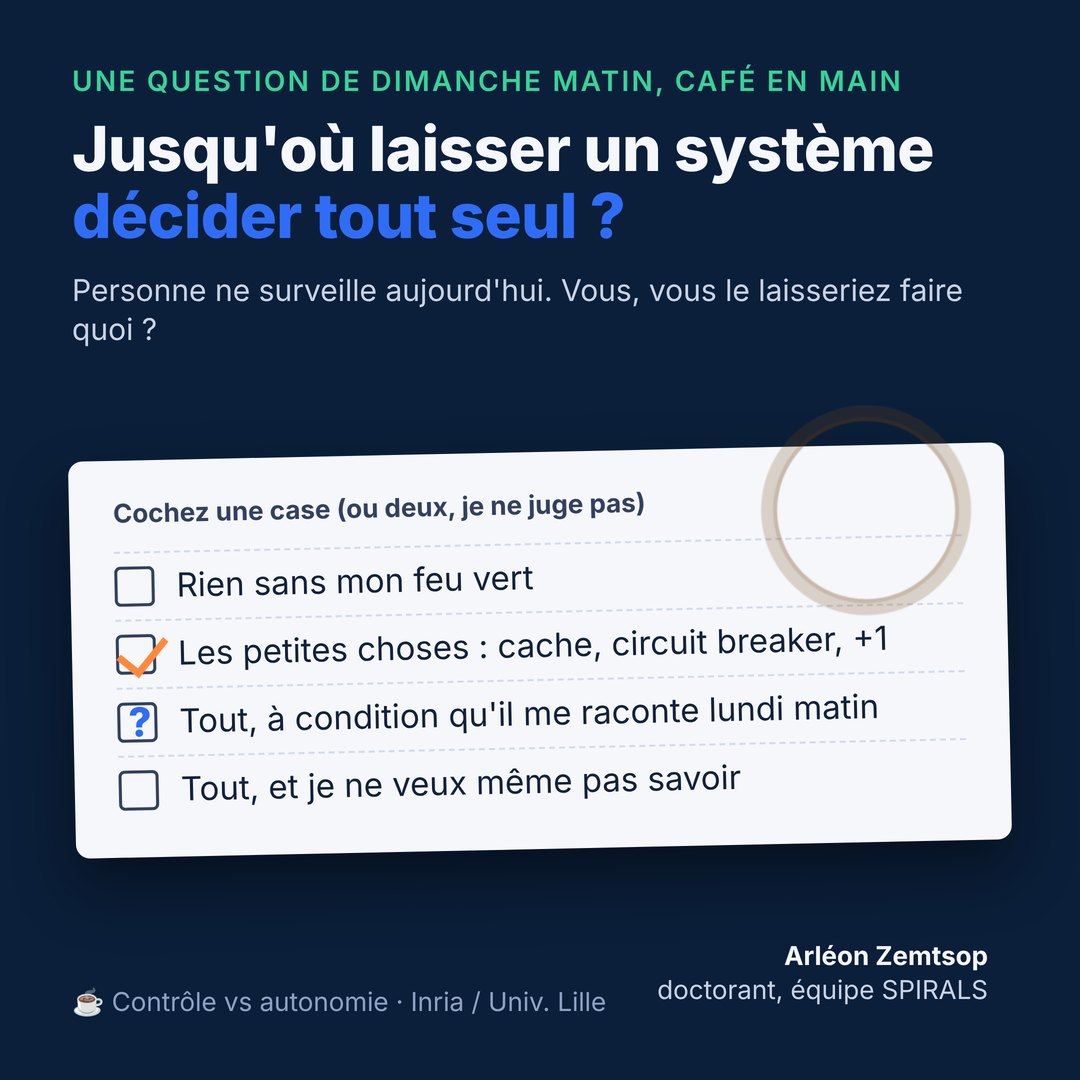 UNE QUESTION DE DIMANCHE MATIN, CAFÉ EN MAIN
Jusqu'où laisser un système
décider tout seul ?
Personne ne surveille aujourd'hui. Vous, vous le laisseriez faire
quoi ?
Cochez une case (ou deux, je ne juge pas)
Rien sans mon feu vert
Les petites choses : cache, circuit breaker, +1
? Tout, à condition qu'il me raconte lundi matin
Tout, et je ne veux même pas savoir
Arléon Zemtsop
doctorant, équipe SPIRALS
Contrôle vs autonomie · Inria / Univ. Lille